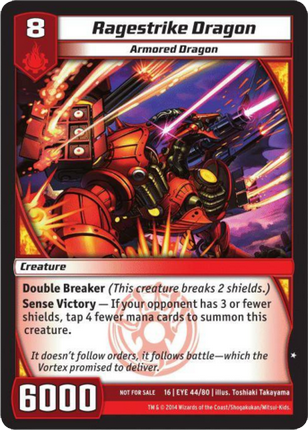 8
Ragestrike Dragon
Armored Dragon
Creature
Double Breaker (This creature breaks 2 shields.)
Sense Victory — If your opponent has 3 or fewer
shields, tap 4 fewer mana cards to summon this
creature.
It doesn't follow orders, it follows battle—which the
Vortex promised to deliver.
6000
NOT FOR SALE 16 | EYE 44/80 | illus. Toshiaki Takayama
TM & © 2014 Wizards of the Coast/Shogakukan/Mitsui-Kids.